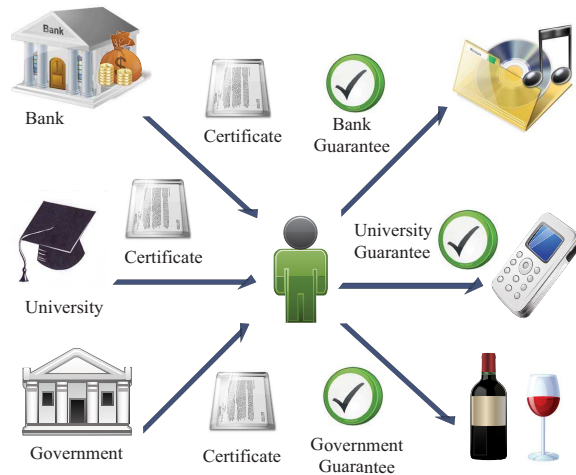 Bank
Bank
Certificate
Bank
Guarantee
University
Certificate
University
Guarantee
Government
Certificate
Government
Guarantee